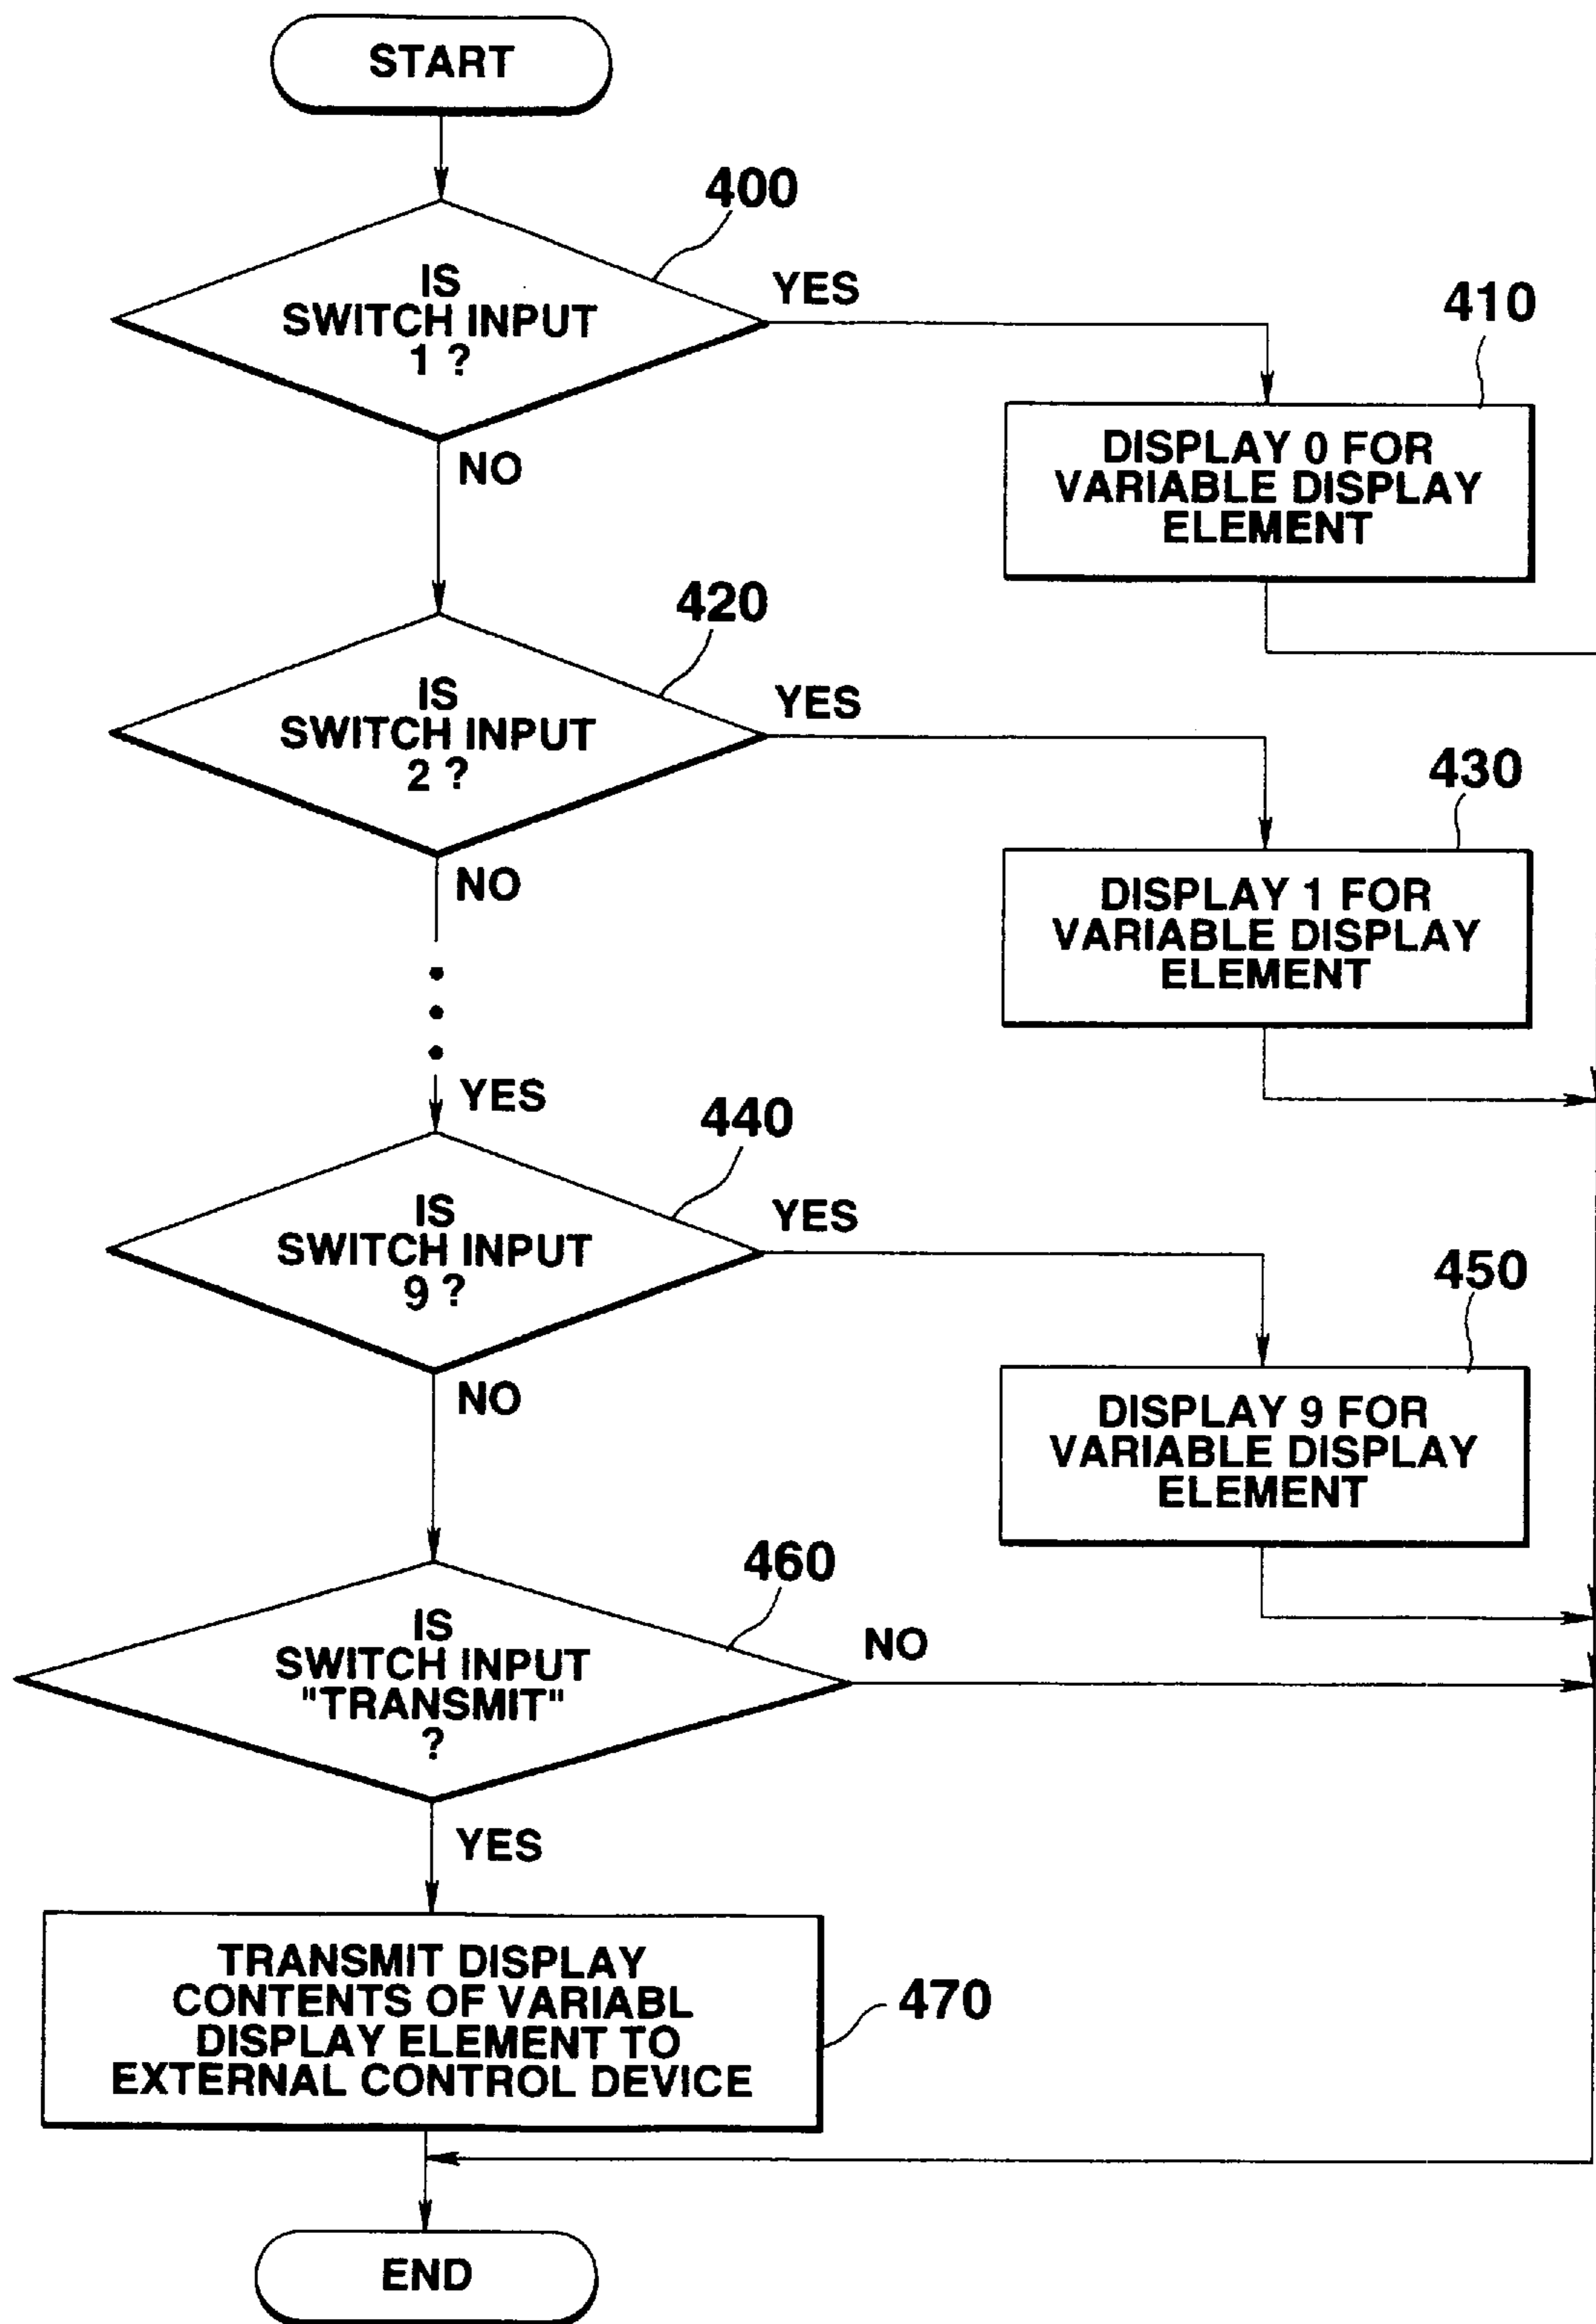 START
400
IS
SWITCH INPUT
1 ?
YES
NO
410
DISPLAY 0 FOR
VARIABLE DISPLAY
ELEMENT
420
IS
SWITCH INPUT
2 ?
YES
NO
430
DISPLAY 1 FOR
VARIABLE DISPLAY
ELEMENT
YES
440
IS
SWITCH INPUT
9 ?
YES
NO
450
DISPLAY 9 FOR
VARIABLE DISPLAY
ELEMENT
460
IS
SWITCH INPUT
"TRANSMIT"
?
NO
YES
TRANSMIT DISPLAY
CONTENTS OF VARIABL
DISPLAY ELEMENT TO
EXTERNAL CONTROL DEVICE
470
END